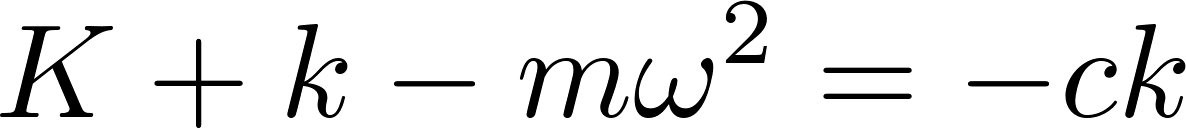 K + k − mω² = −ck